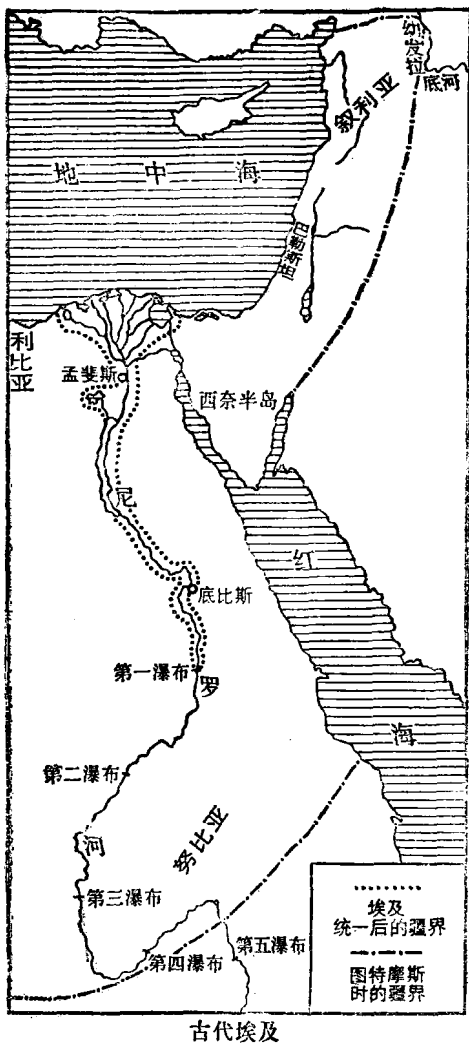 幼发拉
底河
叙利亚
地中海
巴勒斯坦
利比亚
孟斐斯
西奈半岛
尼
红
底比斯
第一瀑布
罗
海
第二瀑布
努比亚
河
第三瀑布
第四瀑布
第五瀑布
埃及
统一后的疆界
图特摩斯
时的疆界
古代埃及